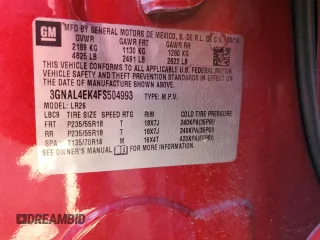 GM
MFD BY GENERAL MOTORS DE MEXICO, S. DE R.L. DE C.V.
GVWR GAWR FRT GAWR RR
2189 KG 1130 KG 1280 KG
4825 LB 2491 LB 2822 LB
THIS VEHICLE CONFORMS TO ALL APPLICABLE U.S. FEDERAL
MOTOR VEHICLE SAFETY, BUMPER, AND THEFT PREVENTION
STANDARDS IN EFFECT ON THE DATE OF MANUFACTURE SHOWN ABOVE.
3GNAL4EK4FS504993 TYPE: M.P.V.
MODEL: LR26
LBC9 TIRE SIZE SPEED RTG RIM COLD TIRE PRESSURE
FRT P235/55R18 T 18X7J 240KPA(35PSI)
RR P235/55R18 T 18X7J 240KPA(35PSI)
SPA T135/70R16 M 16X4T 420KPA(60PSI)
SEE OWNER'S MANUAL FOR MORE INFORMATION.
DREAMBID